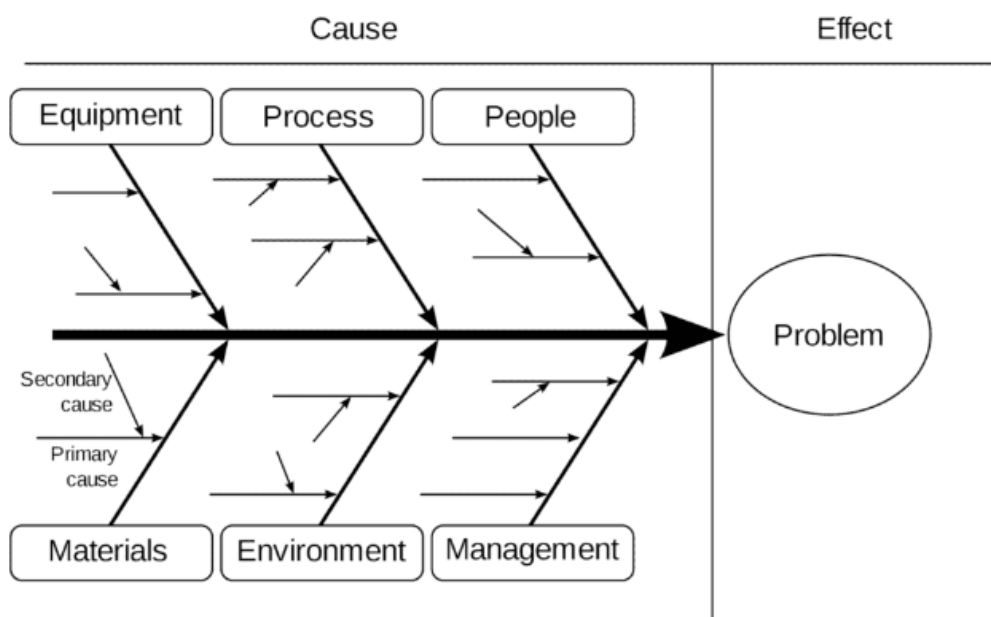 Cause
Effect
Equipment
Process
People
Problem
Secondary
cause
Primary
cause
Materials
Environment
Management